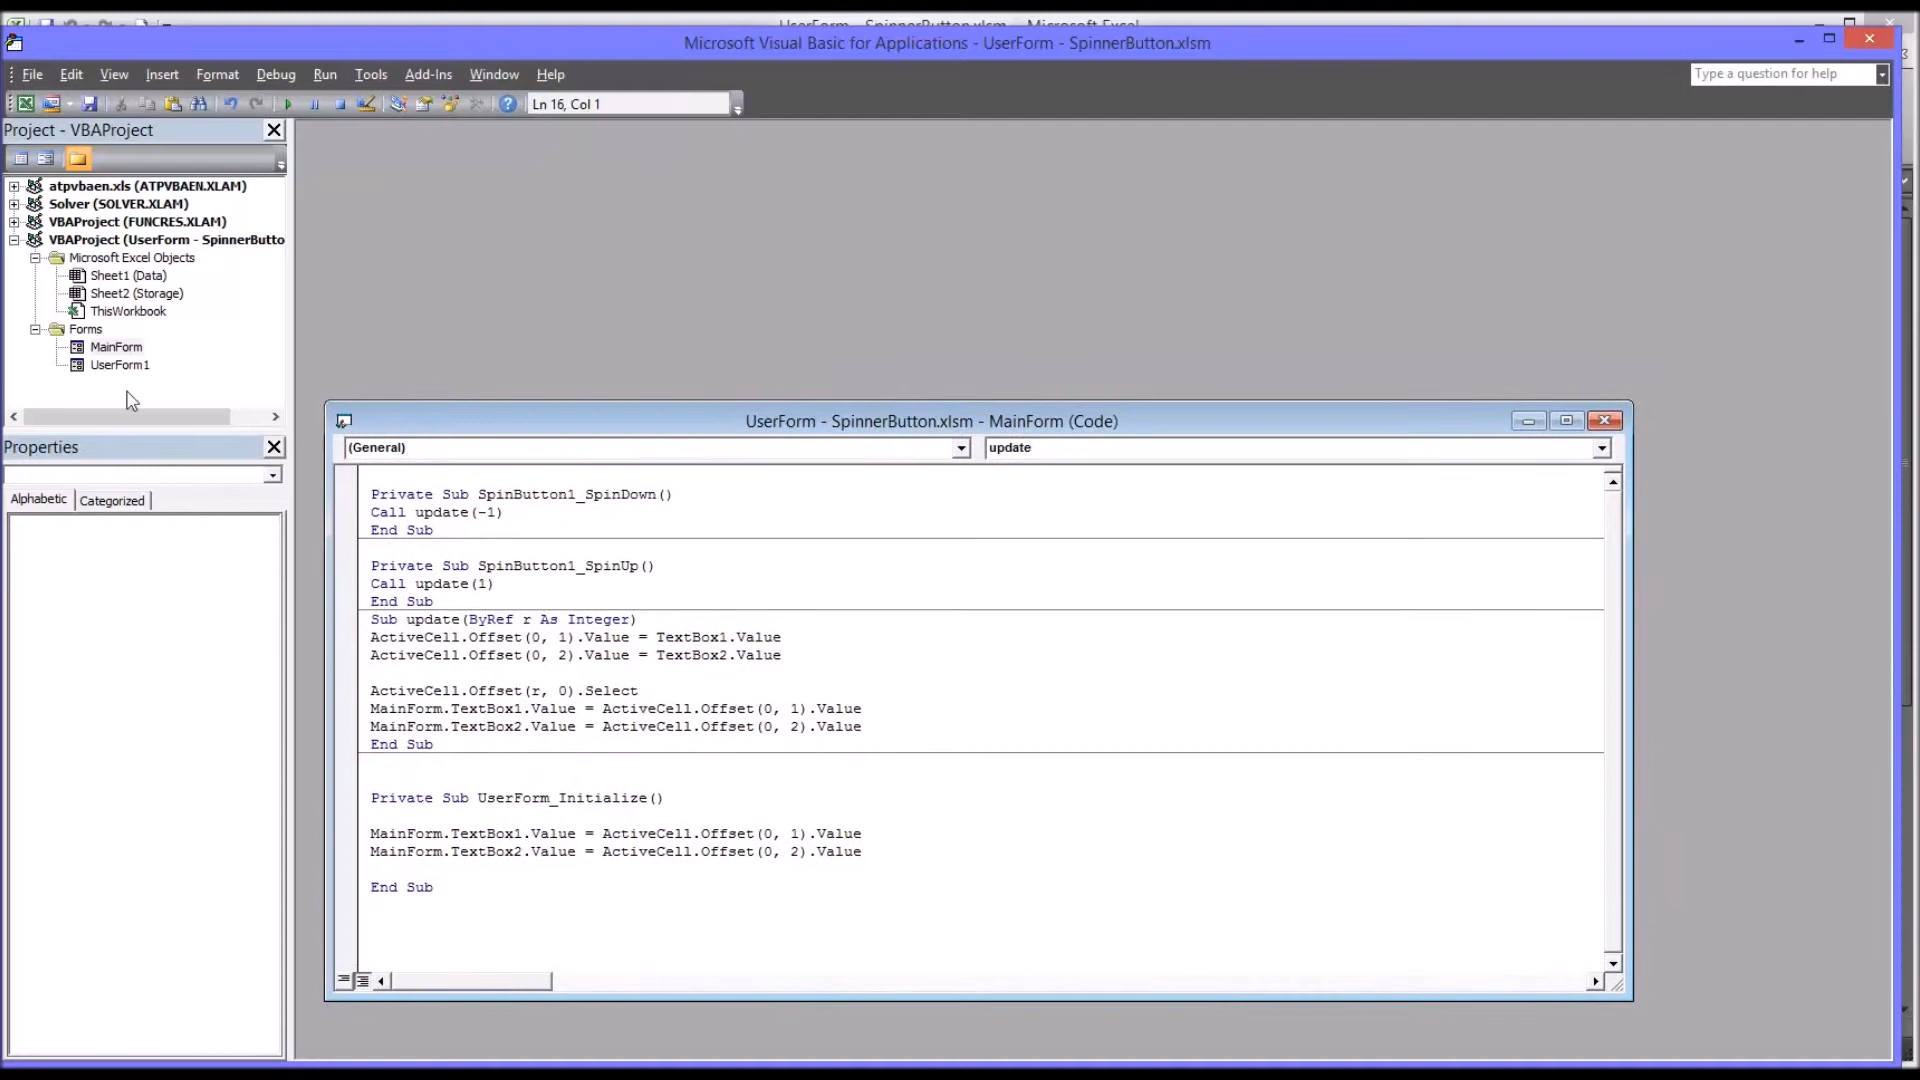 UserForm - SpinnerButton.xlsm - Microsoft Excel
Microsoft Visual Basic for Applications - UserForm - SpinnerButton.xlsm
File Edit View Insert Format Debug Run Tools Add-Ins Window Help
Type a question for help
Ln 16, Col 1
Project - VBAProject
atpvbaen.xls (ATPVBAEN.XLAM)
Solver (SOLVER.XLAM)
VBAProject (FUNCRES.XLAM)
VBAProject (UserForm - SpinnerButto
Microsoft Excel Objects
Sheet1 (Data)
Sheet2 (Storage)
ThisWorkbook
Forms
MainForm
UserForm1
Properties
Alphabetic Categorized
UserForm - SpinnerButton.xlsm - MainForm (Code)
(General) update
Private Sub SpinButton1_SpinDown()
Call update(-1)
End Sub
Private Sub SpinButton1_SpinUp()
Call update(1)
End Sub
Sub update(ByRef r As Integer)
ActiveCell.Offset(0, 1).Value = TextBox1.Value
ActiveCell.Offset(0, 2).Value = TextBox2.Value
ActiveCell.Offset(r, 0).Select
MainForm.TextBox1.Value = ActiveCell.Offset(0, 1).Value
MainForm.TextBox2.Value = ActiveCell.Offset(0, 2).Value
End Sub
Private Sub UserForm_Initialize()
MainForm.TextBox1.Value = ActiveCell.Offset(0, 1).Value
MainForm.TextBox2.Value = ActiveCell.Offset(0, 2).Value
End Sub